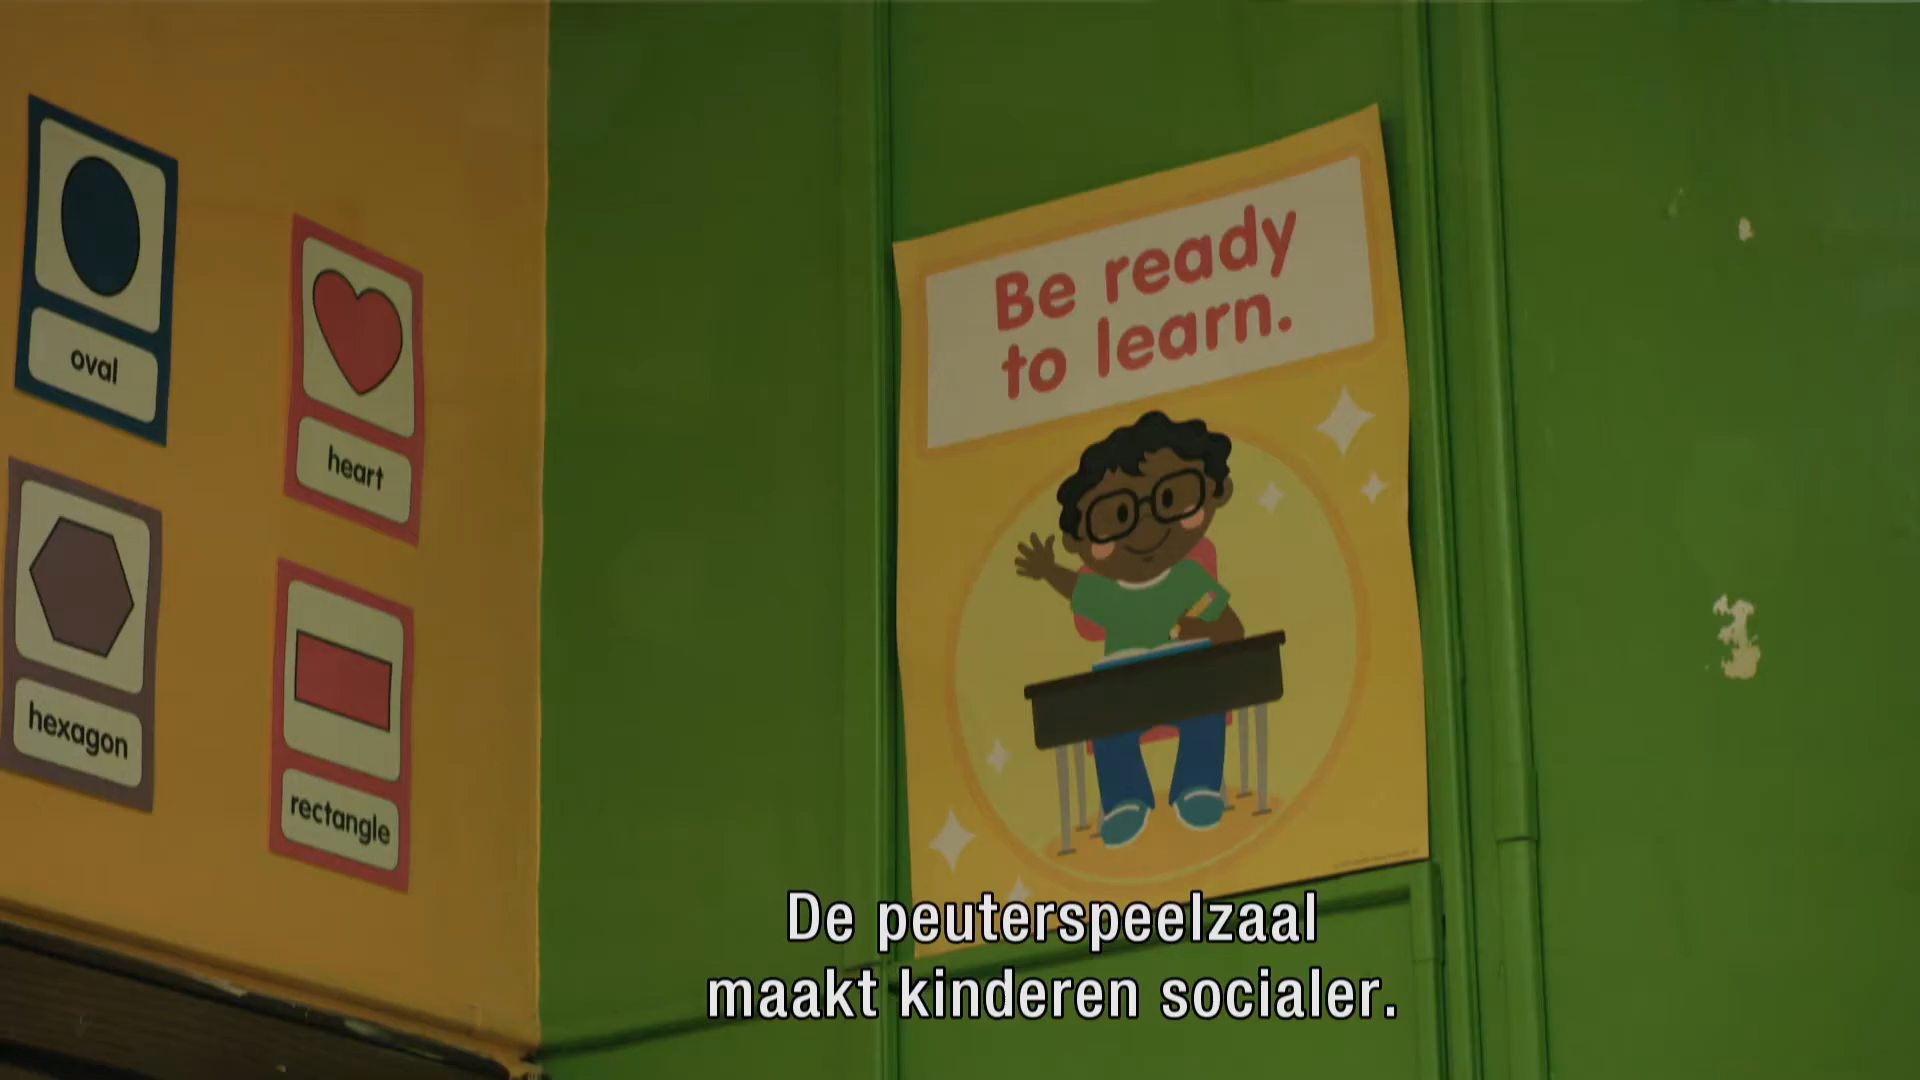 oval
heart
hexagon
rectangle
Be ready
to learn.
De peuterspeelzaal
maakt kinderen socialer.